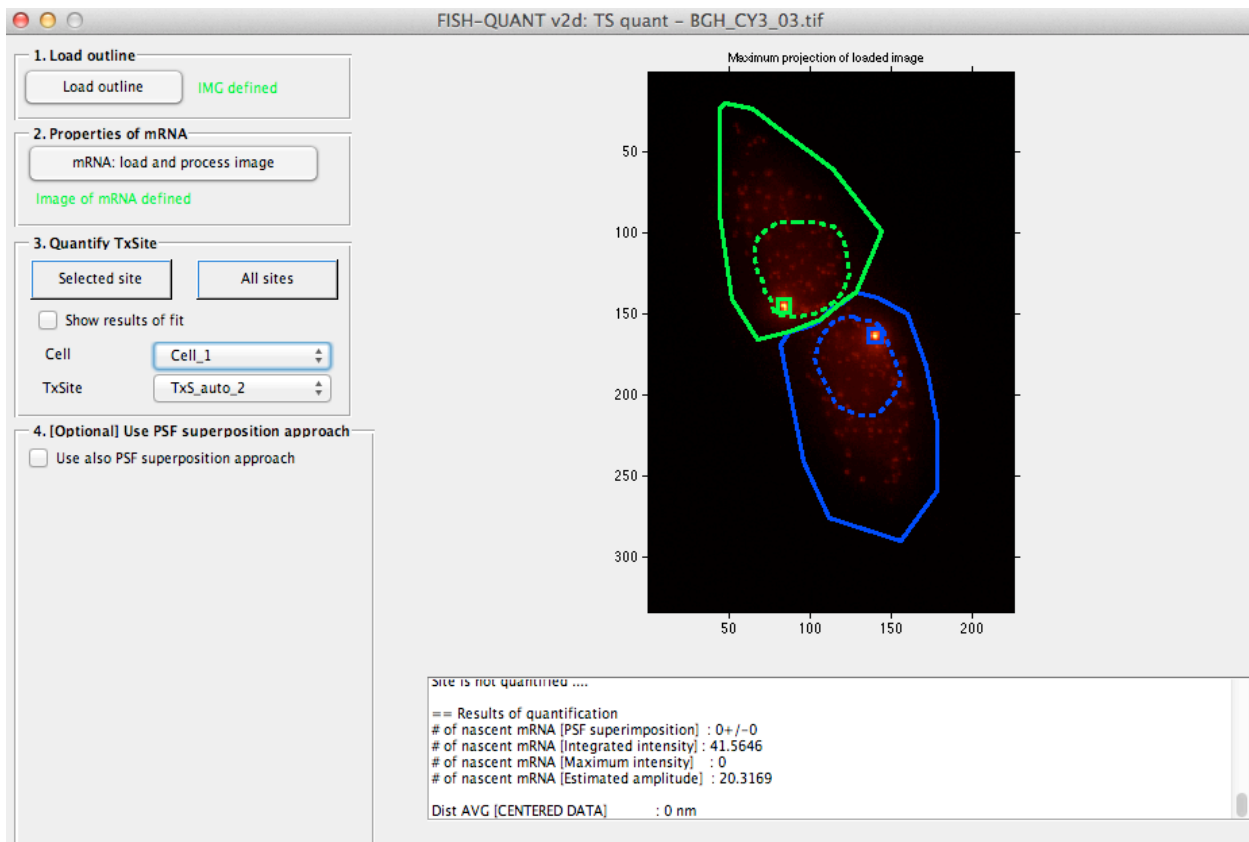 FISH-QUANT v2d: TS quant - BGH_CY3_03.tif
1. Load outline
Load outline
IMG defined
2. Properties of mRNA
mRNA: load and process image
Image of mRNA defined
3. Quantify TxSite
Selected site
All sites
Show results of fit
Cell
Cell_1
TxSite
TxS_auto_2
4. [Optional] Use PSF superposition approach
Use also PSF superposition approach
Maximum projection of loaded image
50
100
150
200
250
300
50 100 150 200
Site is not quantified ....
== Results of quantification
# of nascent mRNA [PSF superimposition] : 0+/-0
# of nascent mRNA [Integrated intensity] : 41.5646
# of nascent mRNA [Maximum intensity] : 0
# of nascent mRNA [Estimated amplitude] : 20.3169
Dist AVG [CENTERED DATA] : 0 nm